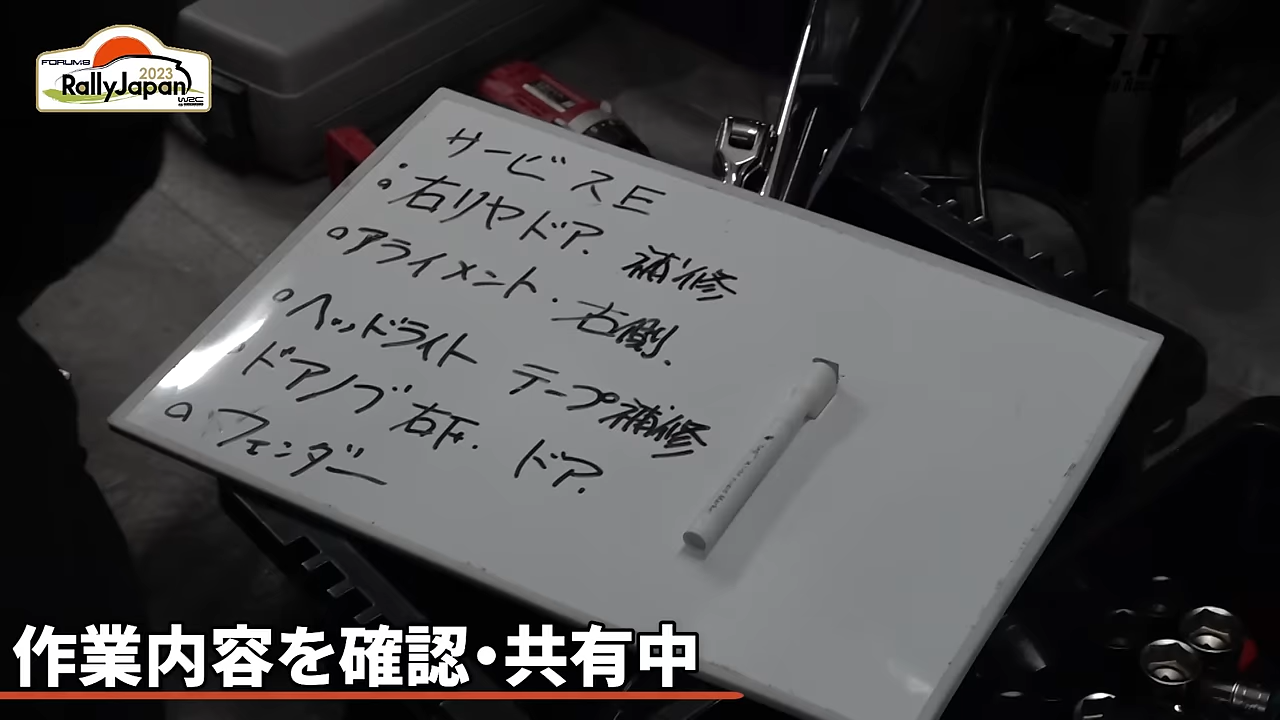 FORUM8
RallyJapan
2023
WRC
サービスE
右リヤドア. 補修
アライメント・右側.
ヘッドライト テープ補修
ドアノブ 右F. ドア.
フェンダー
作業内容を確認・共有中